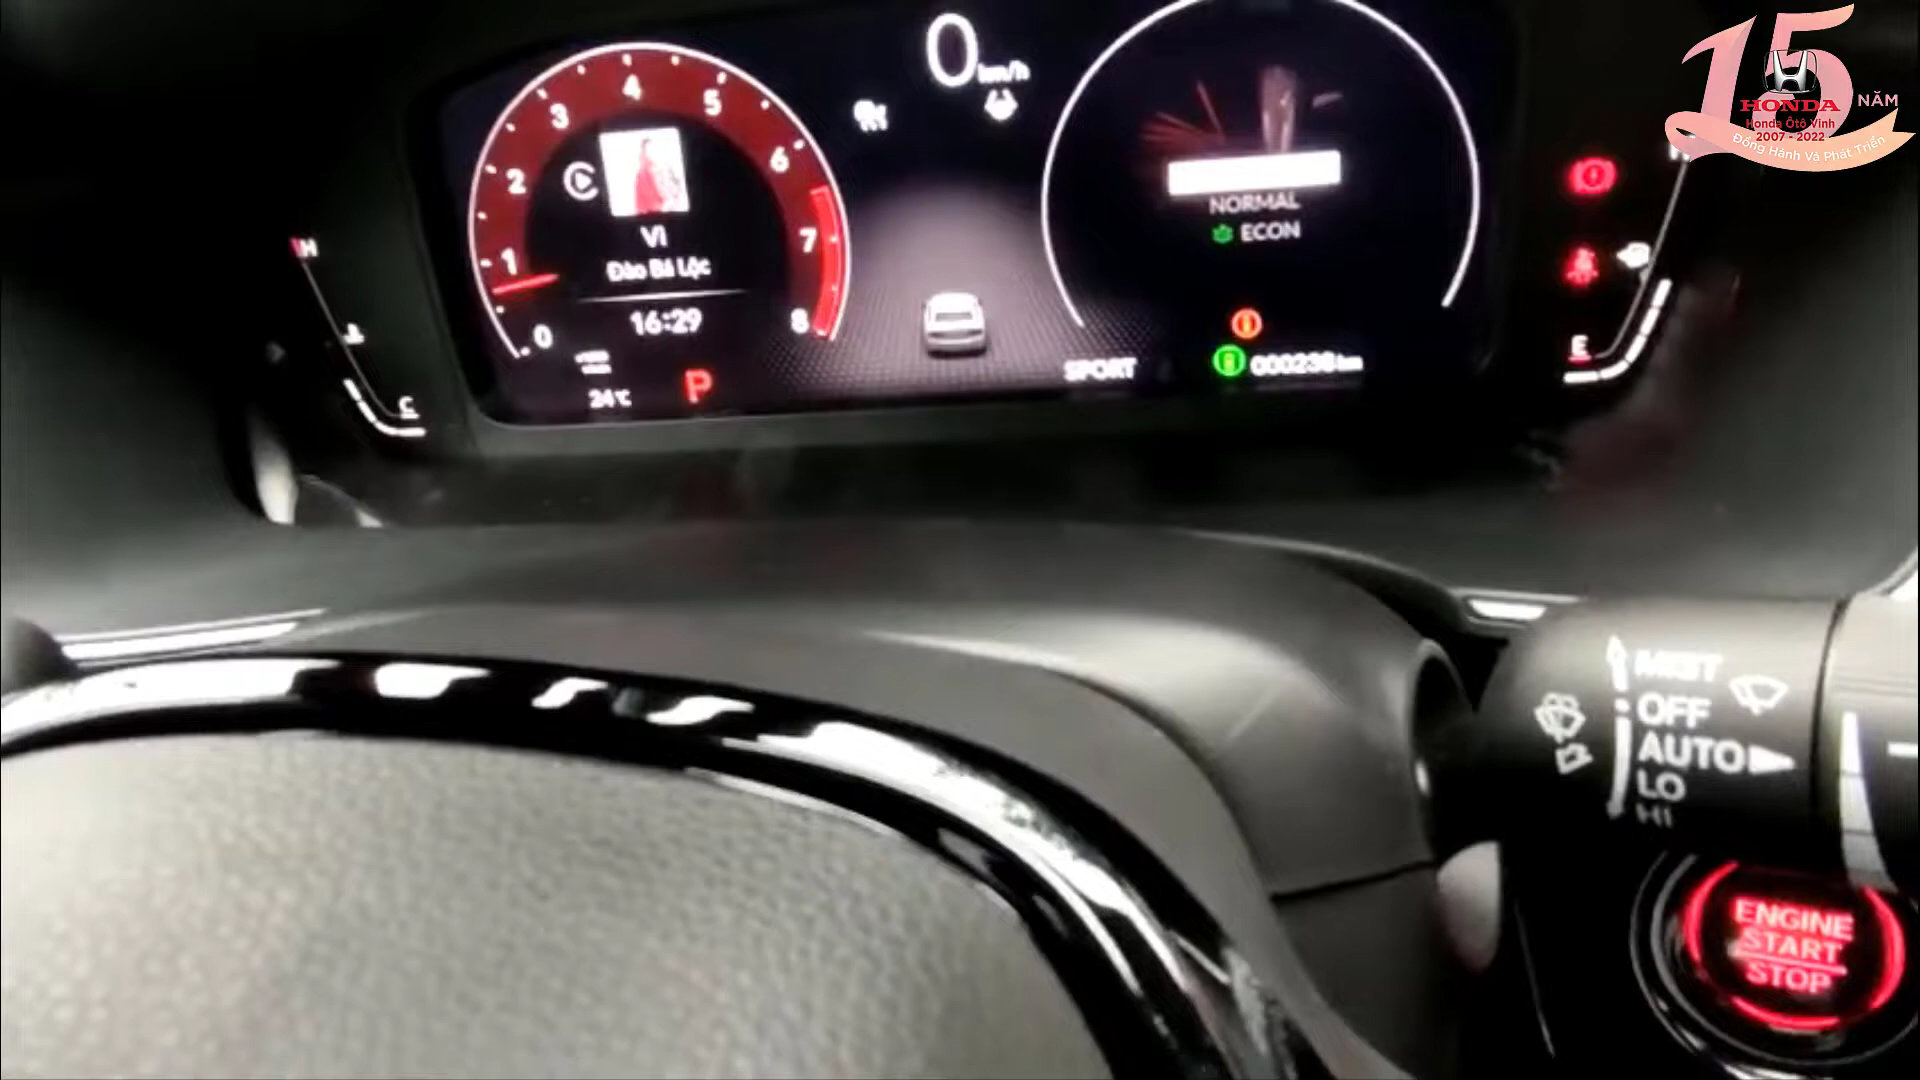 0 km/h
15
NĂM
HONDA
Honda Ôtô Vinh
2007 - 2022
Đồng Hành Và Phát Triển
0
1
2
3
4
5
6
7
8
Vì
Đào Bá Lộc
16:29
24°C
P
NORMAL
ECON
SPORT
000238 km
H
C
E
MIST
OFF
AUTO
LO
HI
ENGINE
START
STOP